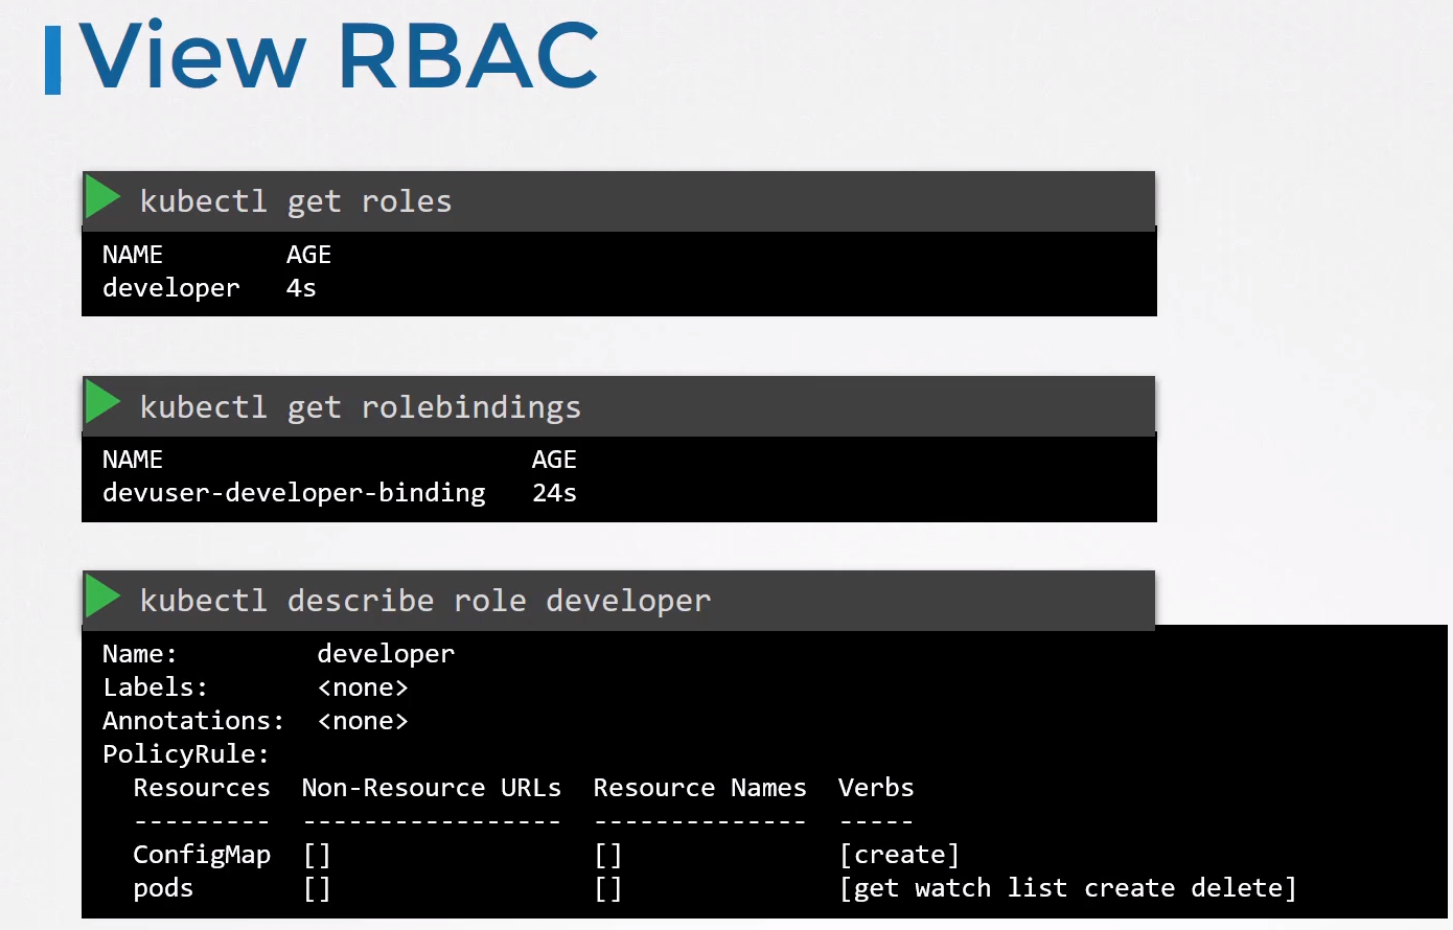 View RBAC
kubectl get roles
NAME AGE
developer 4s
kubectl get rolebindings
NAME AGE
devuser-developer-binding 24s
kubectl describe role developer
Name: developer
Labels: <none>
Annotations: <none>
PolicyRule:
Resources Non-Resource URLs Resource Names Verbs
--------- ----------------- -------------- -----
ConfigMap [] [] [create]
pods [] [] [get watch list create delete]